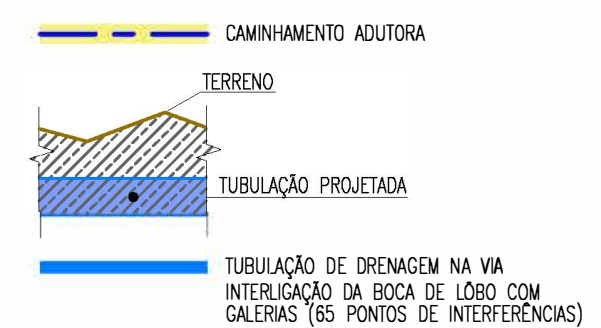 CAMINHAMENTO ADUTORA
TERRENO
TUBULAÇÃO PROJETADA
TUBULAÇÃO DE DRENAGEM NA VIA
INTERLIGAÇÃO DA BOCA DE LÔBO COM
GALERIAS (65 PONTOS DE INTERFERÊNCIAS)